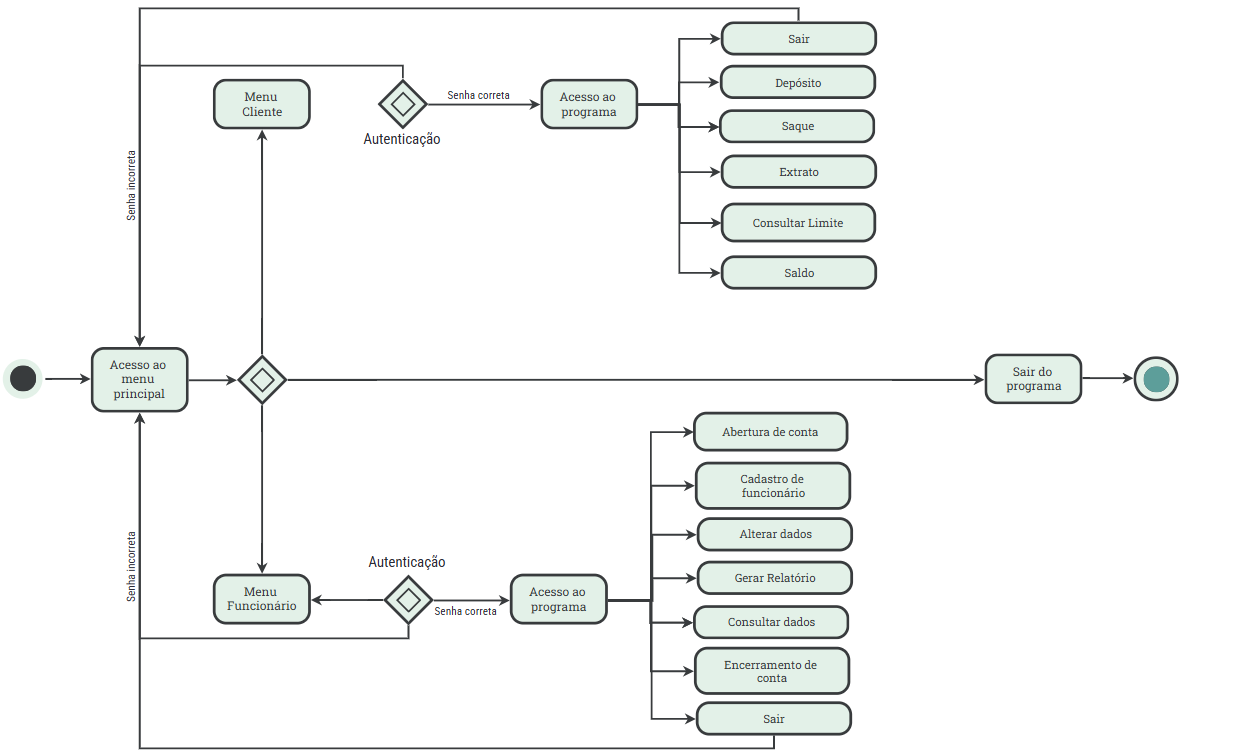 Sair
Depósito
Menu
Cliente
Senha correta
Acesso ao
programa
Saque
Autenticação
Senha incorreta
Extrato
Consultar Limite
Saldo
Acesso ao
menu
principal
Sair do
programa
Abertura de conta
Cadastro de
funcionário
Senha incorreta
Alterar dados
Autenticação
Gerar Relatório
Menu
Funcionário
Senha correta
Acesso ao
programa
Consultar dados
Encerramento de
conta
Sair